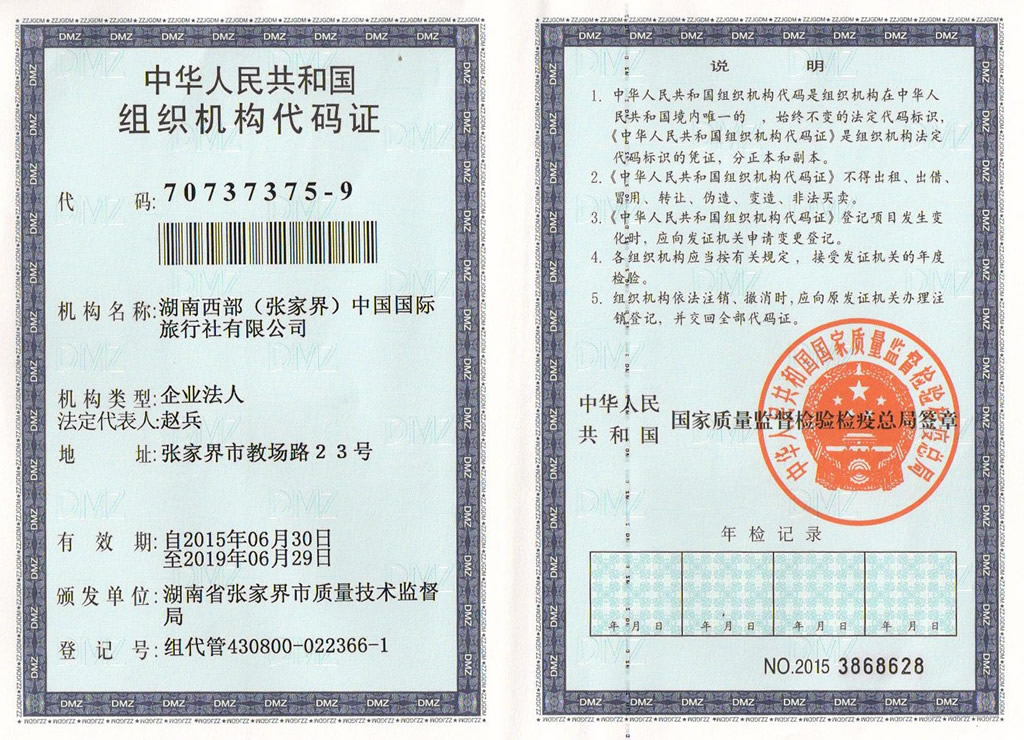 中华人民共和国
组织机构代码证
代 码: 70737375-9
机构名称:湖南西部(张家界)中国国际
旅行社有限公司
机构类型:企业法人
法定代表人:赵兵
地 址:张家界市教场路23号
有 效 期:自2015年06月30日
至2019年06月29日
颁发单位:湖南省张家界市质量技术监督
局
登 记 号:组代管430800-022366-1
说 明
1. 中华人民共和国组织机构代码是组织机构在中华人
民共和国境内唯一的 、始终不变的法定代码标识,
《中华人民共和国组织机构代码证》是组织机构法定
代码标识的凭证,分正本和副本。
2.《中华人民共和国组织机构代码证》不得出租、出借、
冒用、转让、伪造、变造、非法买卖。
3.《中华人民共和国组织机构代码证》登记项目发生变
化时,应向发证机关申请变更登记。
4. 各组织机构应当按有关规定,接受发证机关的年度
检验。
5. 组织机构依法注销、撤消时,应向原发证机关办理注
销登记,并交回全部代码证。
中华人民
共和国 国家质量监督检验检疫总局签章
中华人民共和国国家质量监督检验检疫总局
年检记录
年 月 日 年 月 日 年 月 日 年 月 日
NO.2015 3868628